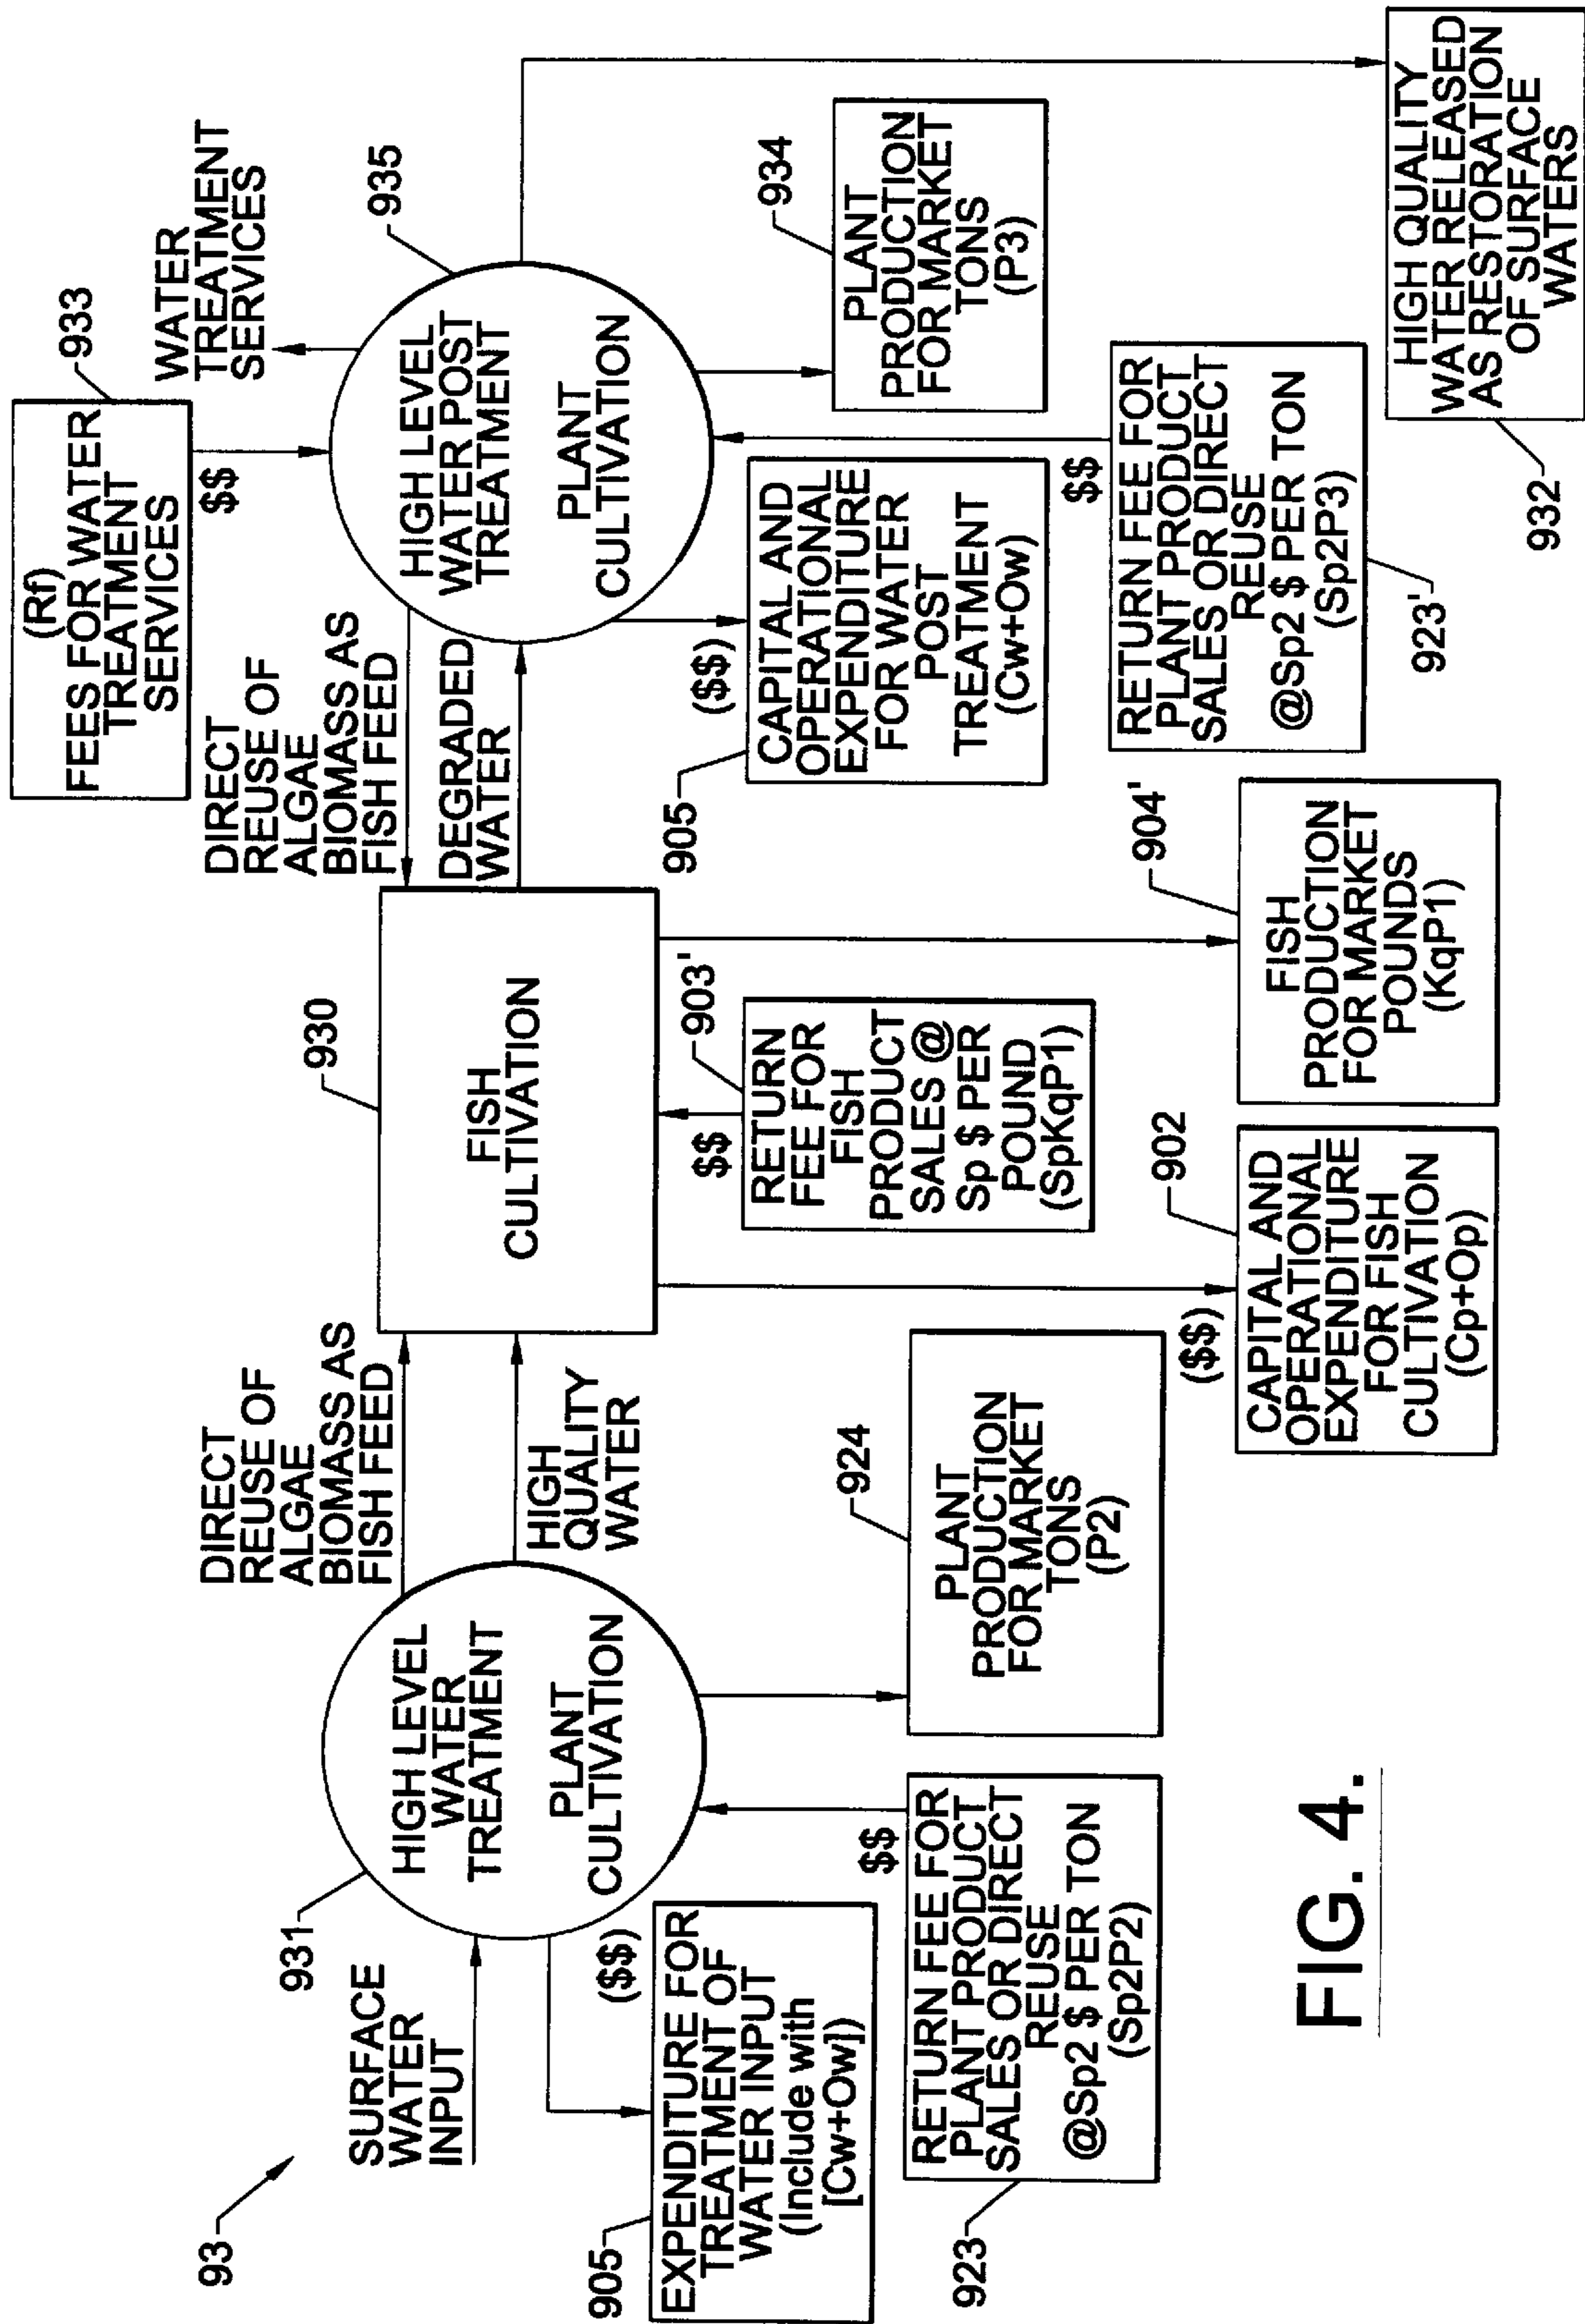 93
SURFACE
WATER
INPUT
931
HIGH LEVEL
WATER
TREATMENT
PLANT
CULTIVATION
905
($$)
EXPENDITURE FOR
TREATMENT OF
WATER INPUT
(Include with
[Cw+Ow])
923
$$
RETURN FEE FOR
PLANT PRODUCT
SALES OR DIRECT
REUSE
@Sp2 $ PER TON
(Sp2P2)
924
PLANT
PRODUCTION
FOR MARKET
TONS
(P2)
DIRECT
REUSE OF
ALGAE
BIOMASS AS
FISH FEED
HIGH
QUALITY
WATER
930
FISH
CULTIVATION
$$
903'
RETURN
FEE FOR
FISH
PRODUCT
SALES @
Sp $ PER
POUND
(SpKqP1)
902
($$)
CAPITAL AND
OPERATIONAL
EXPENDITURE
FOR FISH
CULTIVATION
(Cp+Op)
904'
FISH
PRODUCTION
FOR MARKET
POUNDS
(KqP1)
DIRECT
REUSE OF
ALGAE
BIOMASS AS
FISH FEED
DEGRADED
WATER
933
(Rf)
FEES FOR WATER
TREATMENT
SERVICES
$$
WATER
TREATMENT
SERVICES
935
HIGH LEVEL
WATER POST
TREATMENT
PLANT
CULTIVATION
905
($$)
CAPITAL AND
OPERATIONAL
EXPENDITURE
FOR WATER
POST
TREATMENT
(Cw+Ow)
934
PLANT
PRODUCTION
FOR MARKET
TONS
(P3)
$$
RETURN FEE FOR
PLANT PRODUCT
SALES OR DIRECT
REUSE
@Sp2 $ PER TON
(Sp2P3)
923'
HIGH QUALITY
WATER RELEASED
AS RESTORATION
OF SURFACE
WATERS
932
FIG. 4.